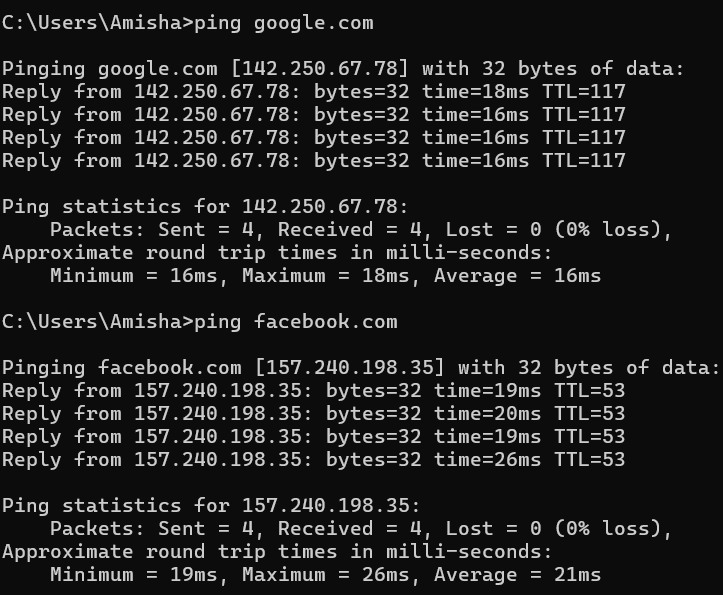 C:\Users\Amisha>ping google.com
Pinging google.com [142.250.67.78] with 32 bytes of data:
Reply from 142.250.67.78: bytes=32 time=18ms TTL=117
Reply from 142.250.67.78: bytes=32 time=16ms TTL=117
Reply from 142.250.67.78: bytes=32 time=16ms TTL=117
Reply from 142.250.67.78: bytes=32 time=16ms TTL=117
Ping statistics for 142.250.67.78:
    Packets: Sent = 4, Received = 4, Lost = 0 (0% loss),
Approximate round trip times in milli-seconds:
    Minimum = 16ms, Maximum = 18ms, Average = 16ms
C:\Users\Amisha>ping facebook.com
Pinging facebook.com [157.240.198.35] with 32 bytes of data:
Reply from 157.240.198.35: bytes=32 time=19ms TTL=53
Reply from 157.240.198.35: bytes=32 time=20ms TTL=53
Reply from 157.240.198.35: bytes=32 time=19ms TTL=53
Reply from 157.240.198.35: bytes=32 time=26ms TTL=53
Ping statistics for 157.240.198.35:
    Packets: Sent = 4, Received = 4, Lost = 0 (0% loss),
Approximate round trip times in milli-seconds:
    Minimum = 19ms, Maximum = 26ms, Average = 21ms